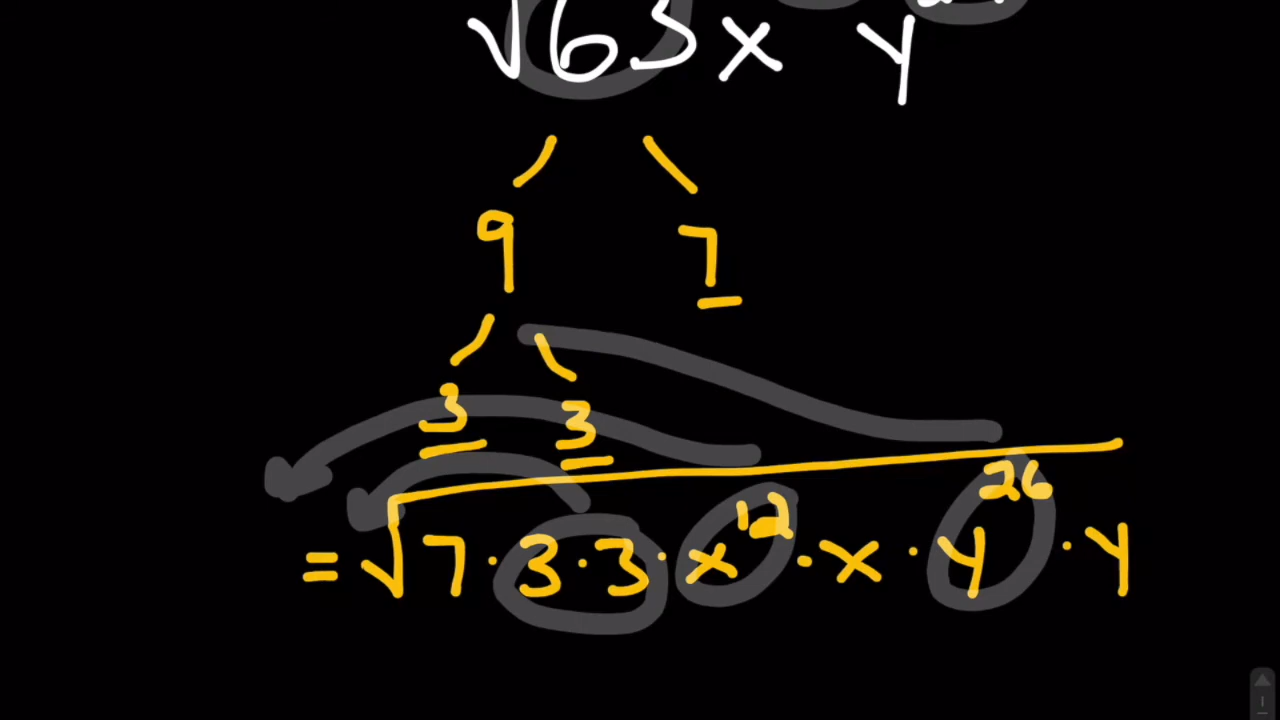 √63x y
9 7
3 3
= √7·3·3·x¹²·x·y²⁶·y